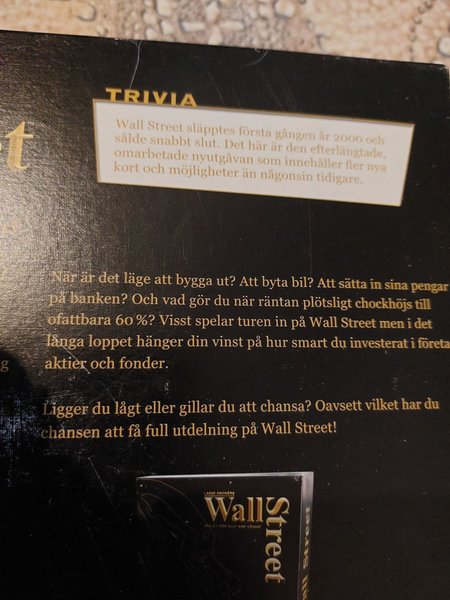 TRIVIA
Wall Street släpptes första gången år 2000 och
sålde snabbt slut. Det här är den efterlängtade,
omarbetade nyutgåvan som innehåller fler nya
kort och möjligheter än någonsin tidigare.
När är det läge att bygga ut? Att byta bil? Att sätta in sina pengar
på banken? Och vad gör du när räntan plötsligt chockhöjs till
ofattbara 60 %? Visst spelar turen in på Wall Street men i det
långa loppet hänger din vinst på hur smart du investerat i företa
aktier och fonder.
Ligger du lågt eller gillar du att chansa? Oavsett vilket har du
chansen att få full utdelning på Wall Street!
Wall
Street